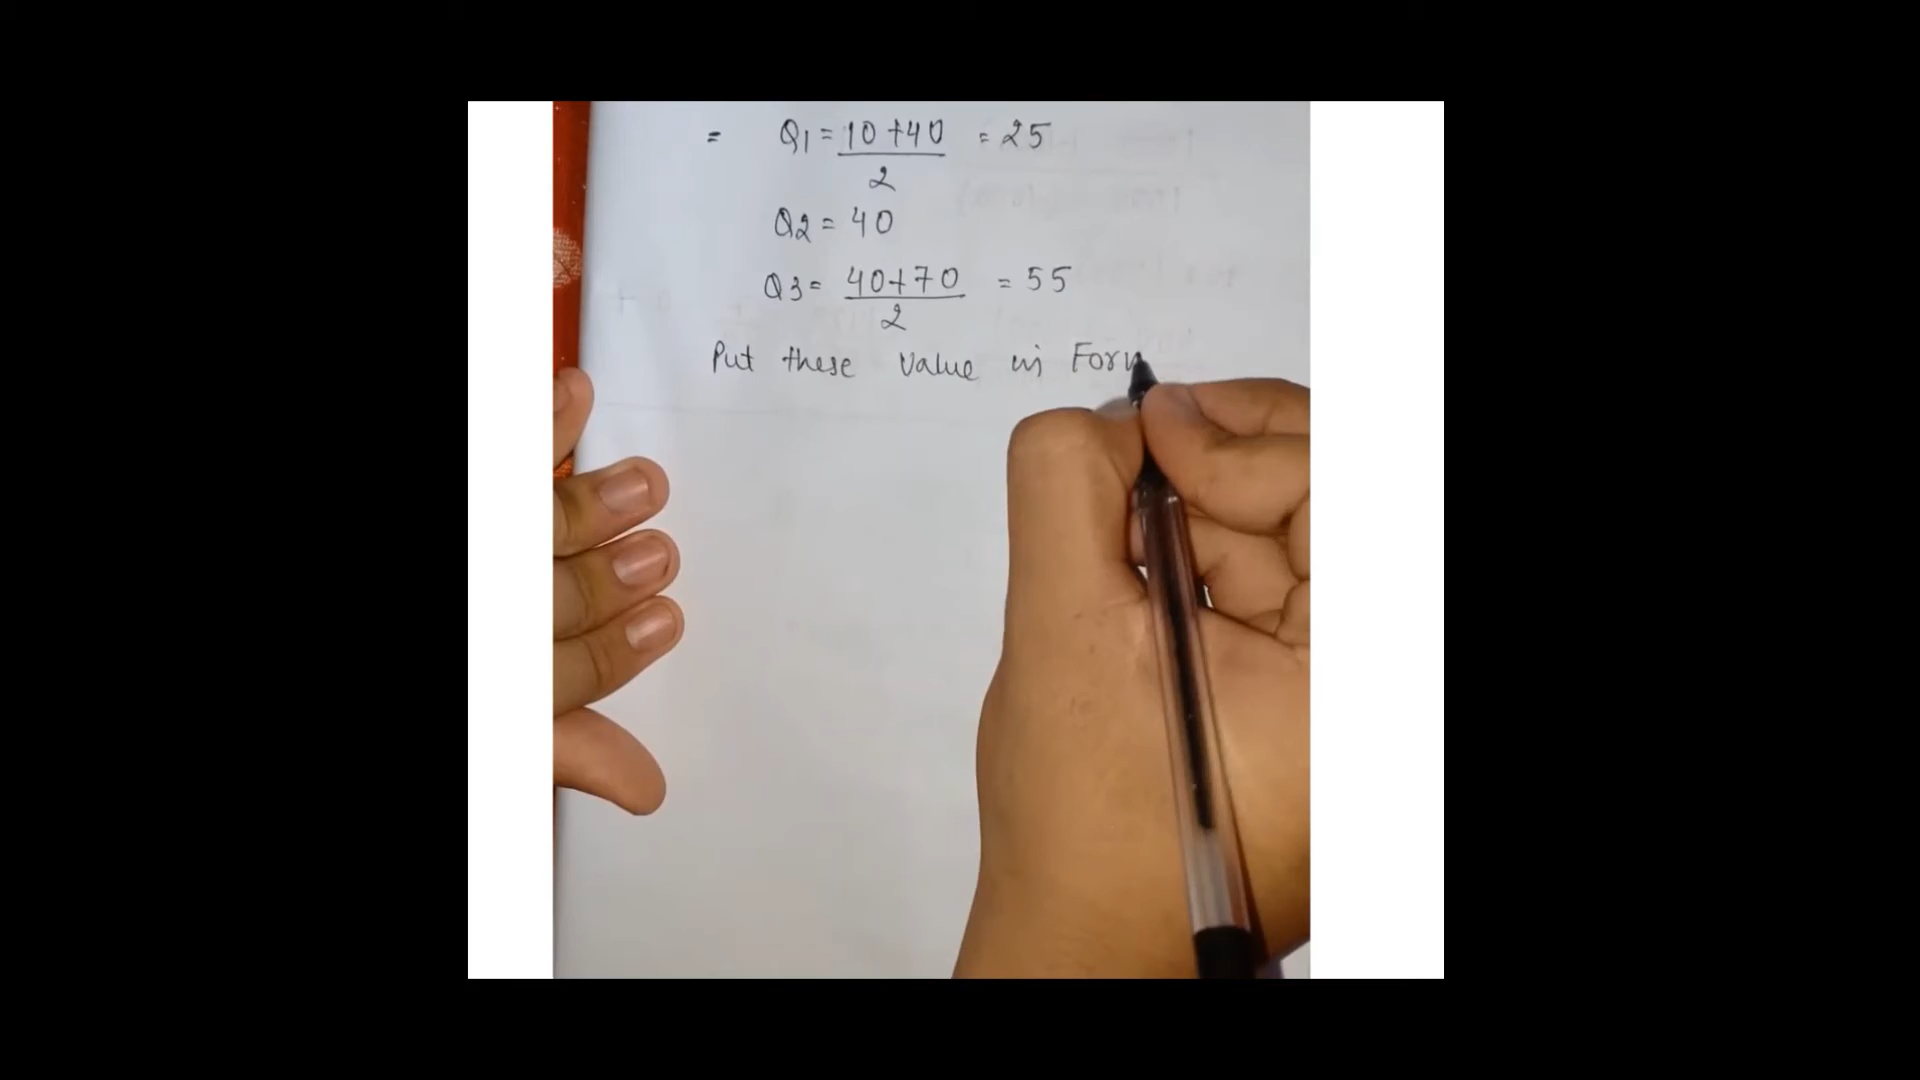 = Q1 = 10+40 = 25
2
Q2 = 40
Q3 = 40+70 = 55
2
Put these value in